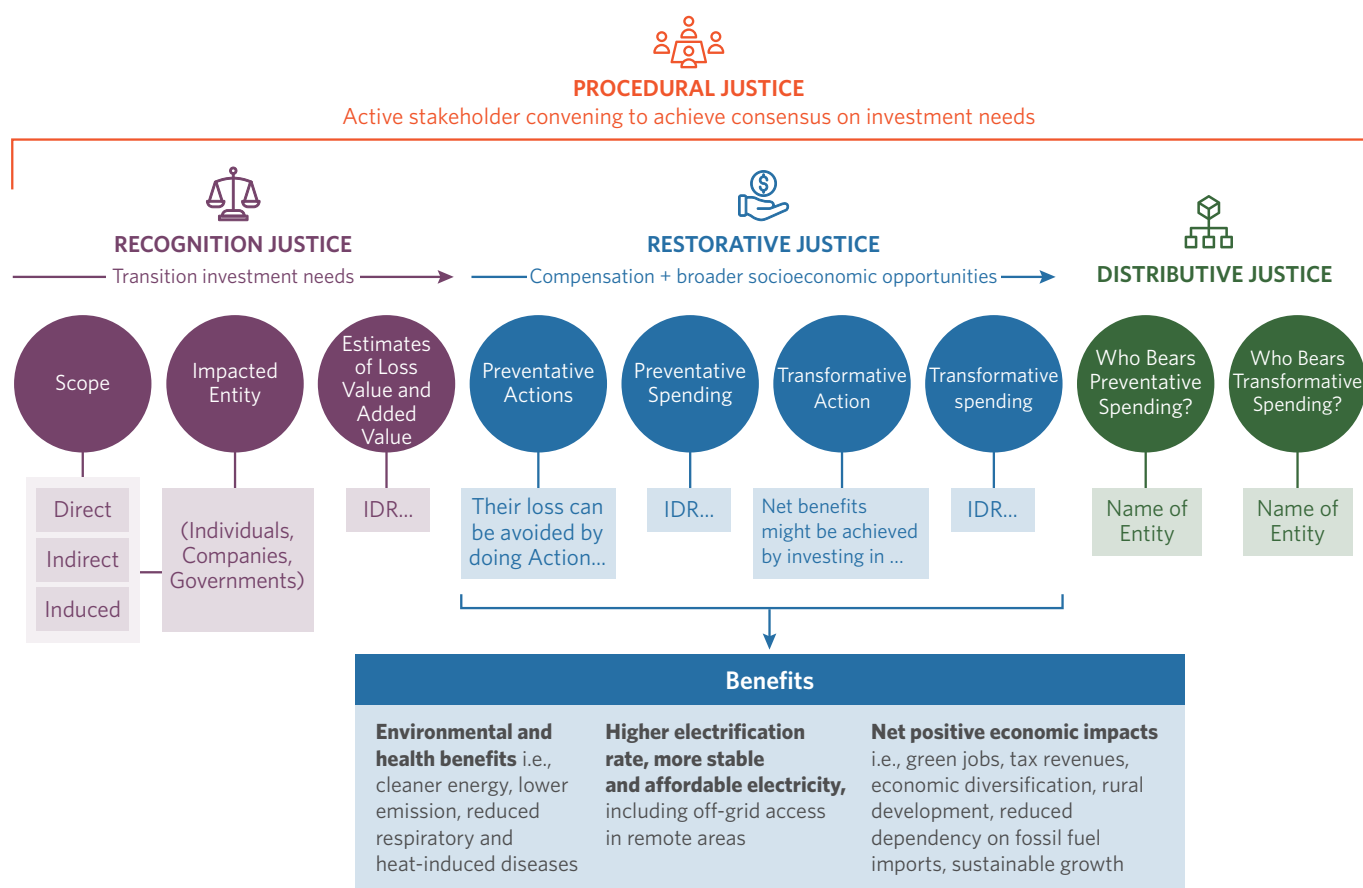 PROCEDURAL JUSTICE
Active stakeholder convening to achieve consensus on investment needs
RECOGNITION JUSTICE
Transition investment needs
RESTORATIVE JUSTICE
Compensation + broader socioeconomic opportunities
DISTRIBUTIVE JUSTICE
Scope
Direct
Indirect
Induced
Impacted
Entity
(Individuals,
Companies,
Governments)
Estimates
of Loss
Value and
Added
Value
IDR...
Preventative
Actions
Their loss can
be avoided by
doing Action...
Preventative
Spending
IDR...
Transformative
Action
Net benefits
might be achieved
by investing in ...
Transformative
spending
IDR...
Who Bears
Preventative
Spending?
Name of
Entity
Who Bears
Transformative
Spending?
Name of
Entity
Benefits
Environmental and
health benefits i.e.,
cleaner energy, lower
emission, reduced
respiratory and
heat-induced diseases
Higher electrification
rate, more stable
and affordable electricity,
including off-grid access
in remote areas
Net positive economic impacts
i.e., green jobs, tax revenues,
economic diversification, rural
development, reduced
dependency on fossil fuel
imports, sustainable growth